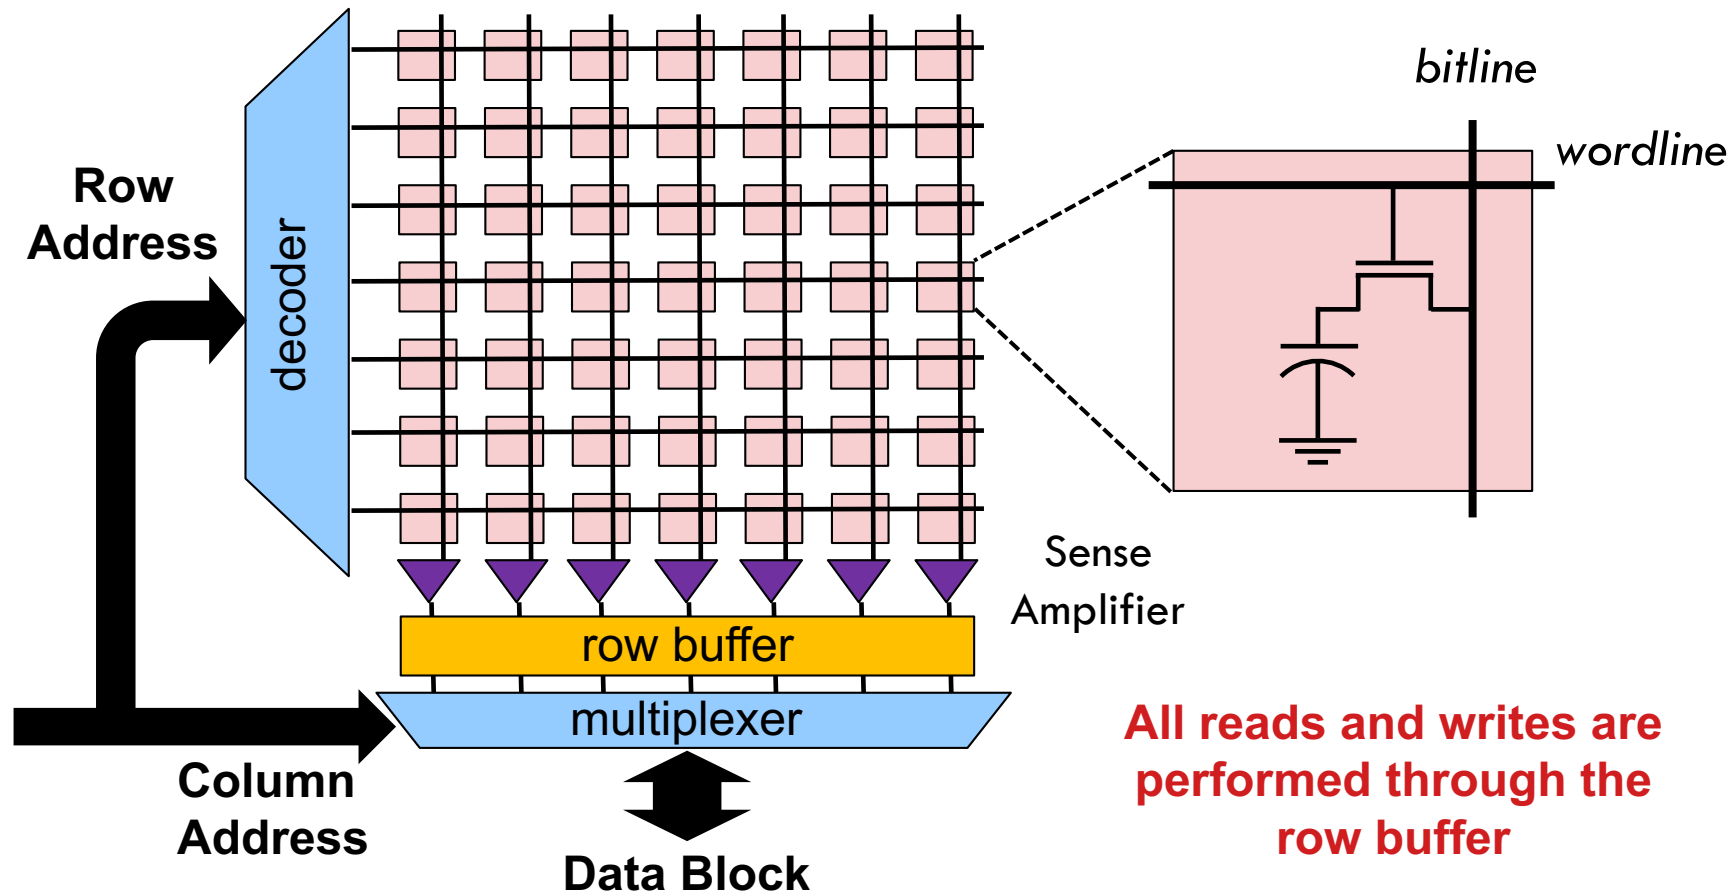 bitline
wordline
Row
Address
decoder
Sense
Amplifier
row buffer
multiplexer
Column
Address
Data Block
All reads and writes are
performed through the
row buffer